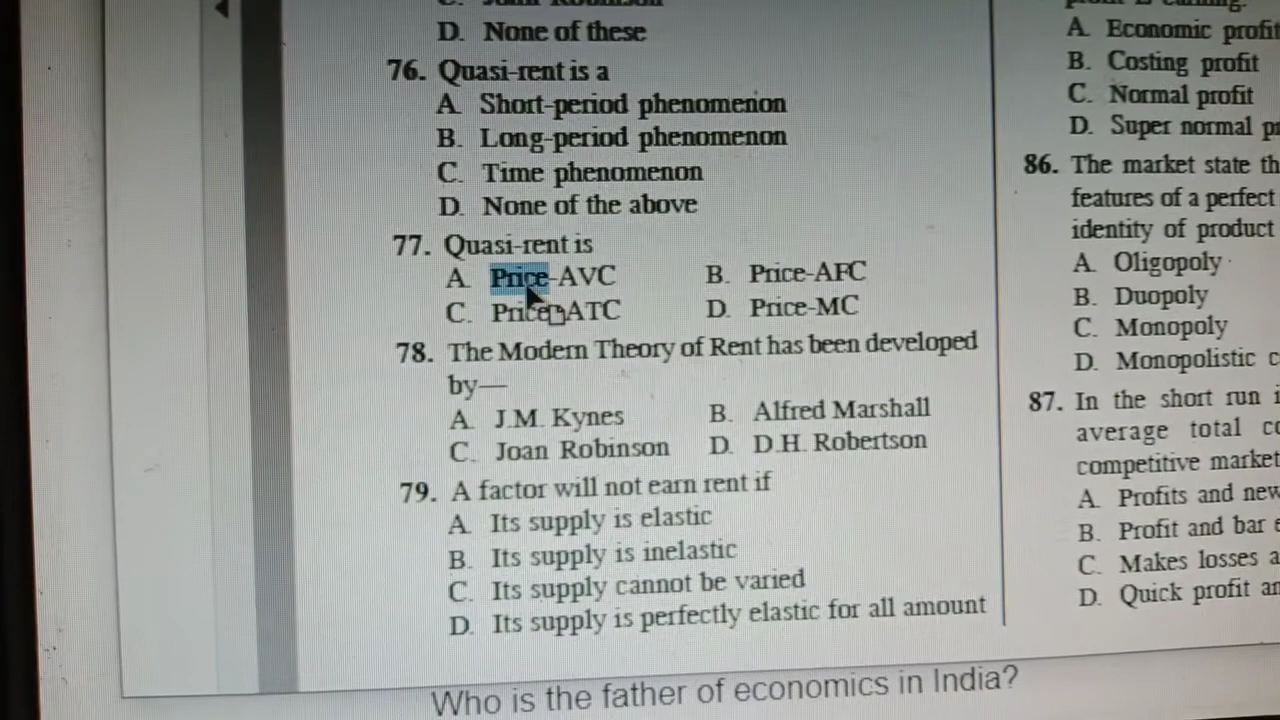 D. None of these
76. Quasi-rent is a
A. Short-period phenomenon
B. Long-period phenomenon
C. Time phenomenon
D. None of the above
77. Quasi-rent is
A. Price-AVC B. Price-AFC
C. Price ATC D. Price-MC
78. The Modern Theory of Rent has been developed
by—
A. J.M. Kynes B. Alfred Marshall
C. Joan Robinson D. D.H. Robertson
79. A factor will not earn rent if
A. Its supply is elastic
B. Its supply is inelastic
C. Its supply cannot be varied
D. Its supply is perfectly elastic for all amount
A. Economic profit
B. Costing profit
C. Normal profit
D. Super normal
86. The market state
features of a perfect
identity of product
A. Oligopoly
B. Duopoly
C. Monopoly
D. Monopolistic
87. In the short run
average total
competitive market
A. Profits and new
B. Profit and bar
C. Makes losses
D. Quick profit
Who is the father of economics in India?